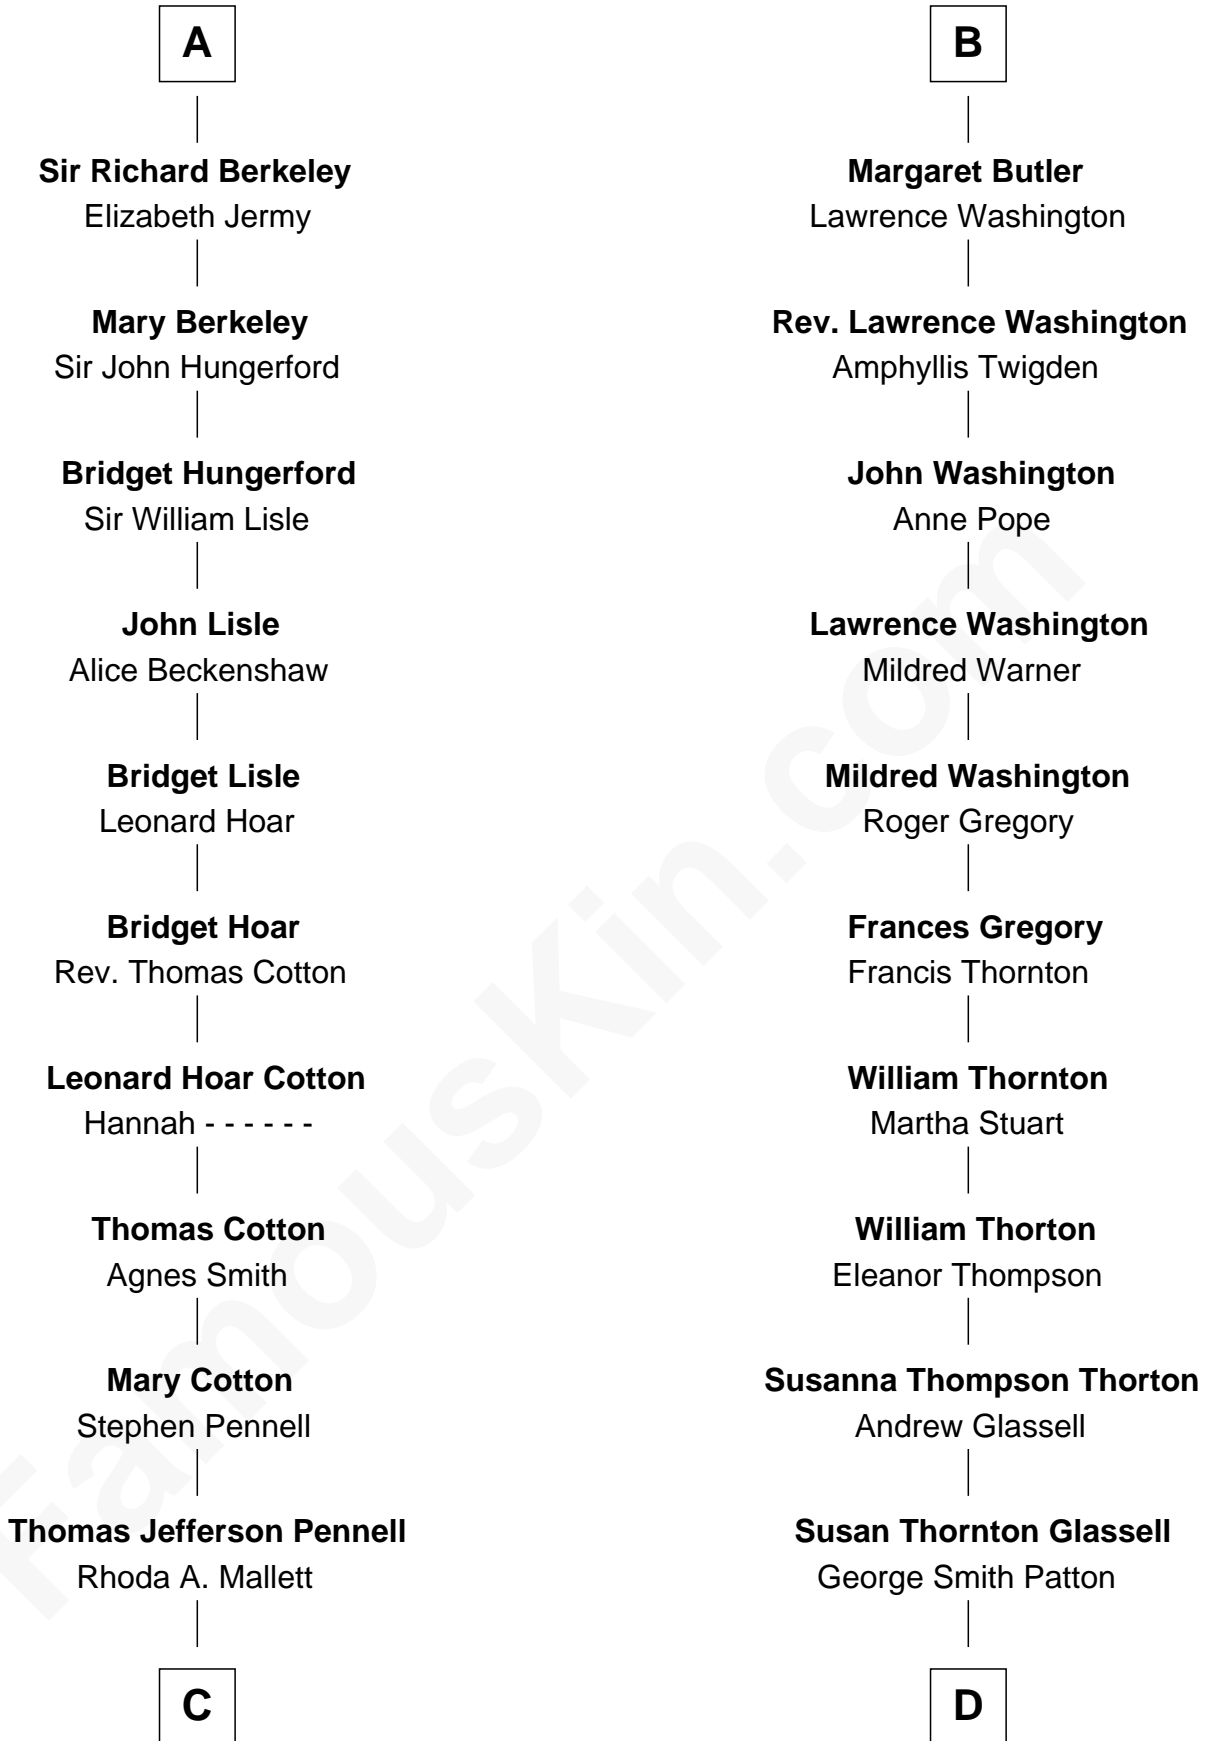 A
Sir Richard Berkeley
Elizabeth Jermy
Mary Berkeley
Sir John Hungerford
Bridget Hungerford
Sir William Lisle
John Lisle
Alice Beckenshaw
Bridget Lisle
Leonard Hoar
Bridget Hoar
Rev. Thomas Cotton
Leonard Hoar Cotton
Hannah - - - - - -
Thomas Cotton
Agnes Smith
Mary Cotton
Stephen Pennell
Thomas Jefferson Pennell
Rhoda A. Mallett
C
B
Margaret Butler
Lawrence Washington
Rev. Lawrence Washington
Amphyllis Twigden
John Washington
Anne Pope
Lawrence Washington
Mildred Warner
Mildred Washington
Roger Gregory
Frances Gregory
Francis Thornton
William Thornton
Martha Stuart
William Thorton
Eleanor Thompson
Susanna Thompson Thorton
Andrew Glassell
Susan Thornton Glassell
George Smith Patton
D
FamousKin.com